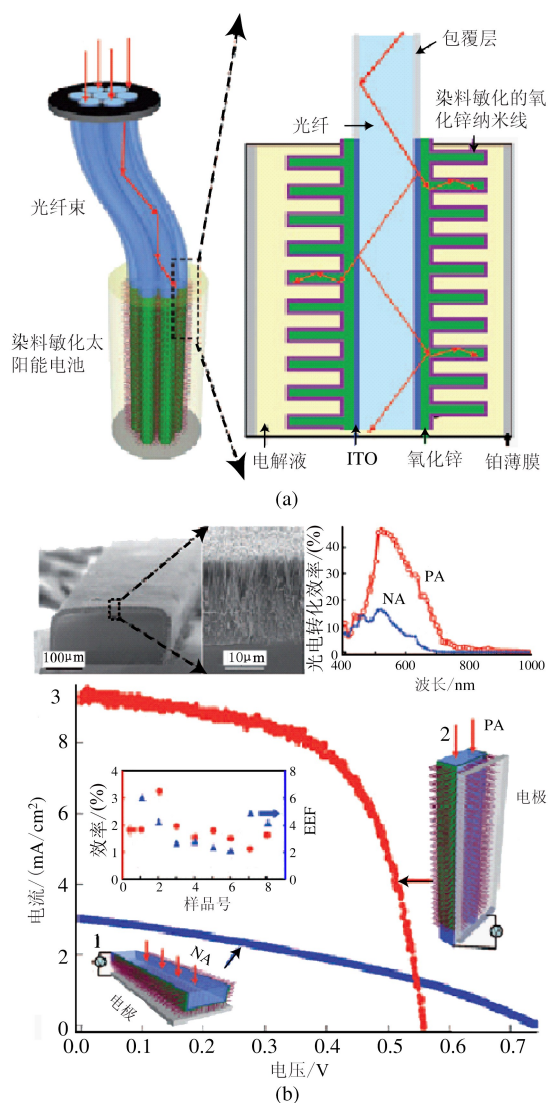 包覆层
染料敏化的氧
化锌纳米线
光纤
光纤束
染料敏化太
阳能电池
电解液
ITO
氧化锌
铂薄膜
(a)
100μm
10μm
光电转化效率/(%)
50
40
30
20
10
0
PA
NA
400
600
800
1000
波长/nm
3
8
6
4
2
0
电流/(mA/cm²)
效率/(%)
4
3
2
1
0
8
4
0
EEF
0
2
4
6
8
样品号
2
PA
电极
1
NA
电极
0.0
0.1
0.2
0.3
0.4
0.5
0.6
0.7
电压/V
(b)